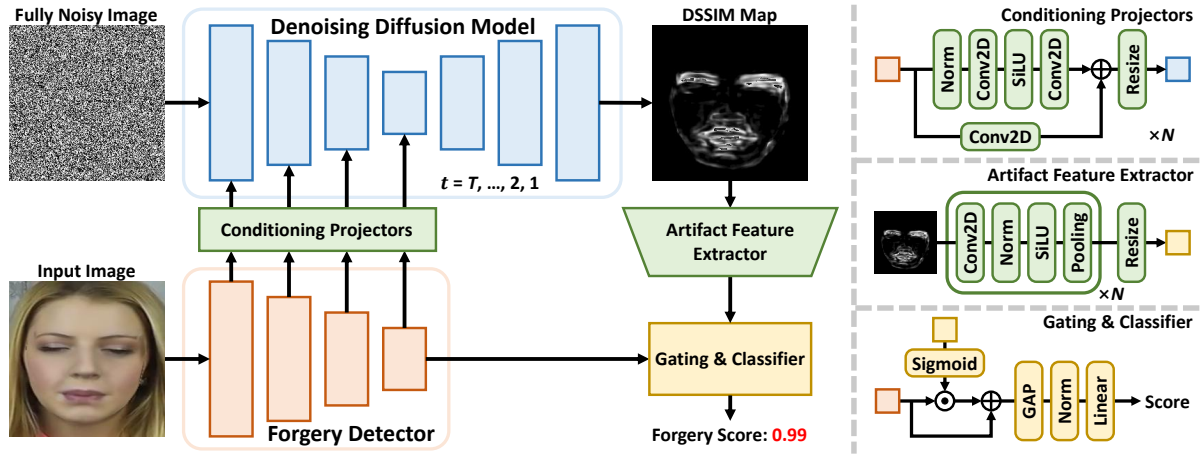 Fully Noisy Image
Denoising Diffusion Model
t = T, ..., 2, 1
DSSIM Map
Conditioning Projectors
Input Image
Forgery Detector
Artifact Feature
Extractor
Gating & Classifier
Forgery Score: 0.99
Conditioning Projectors
Norm
Conv2D
SiLU
Conv2D
Resize
Conv2D
×N
Artifact Feature Extractor
Conv2D
Norm
SiLU
Pooling
Resize
×N
Gating & Classifier
Sigmoid
GAP
Norm
Linear
Score